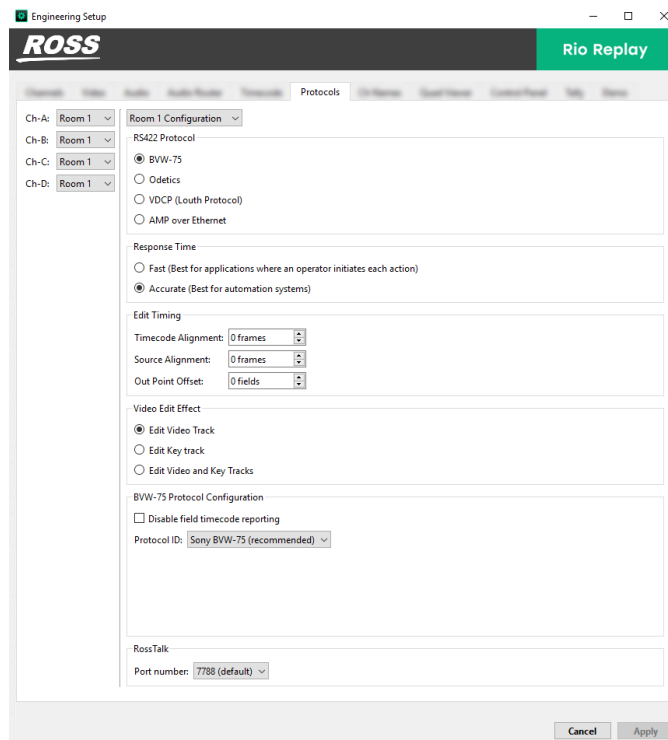 Engineering Setup
ROSS
Rio Replay
Protocols
Ch-A: Room 1
Ch-B: Room 1
Ch-C: Room 1
Ch-D: Room 1
Room 1 Configuration
RS422 Protocol
BVW-75
Odetics
VDCP (Louth Protocol)
AMP over Ethernet
Response Time
Fast (Best for applications where an operator initiates each action)
Accurate (Best for automation systems)
Edit Timing
Timecode Alignment: 0 frames
Source Alignment: 0 frames
Out Point Offset: 0 fields
Video Edit Effect
Edit Video Track
Edit Key track
Edit Video and Key Tracks
BVW-75 Protocol Configuration
Disable field timecode reporting
Protocol ID: Sony BVW-75 (recommended)
RossTalk
Port number: 7788 (default)
Cancel Apply